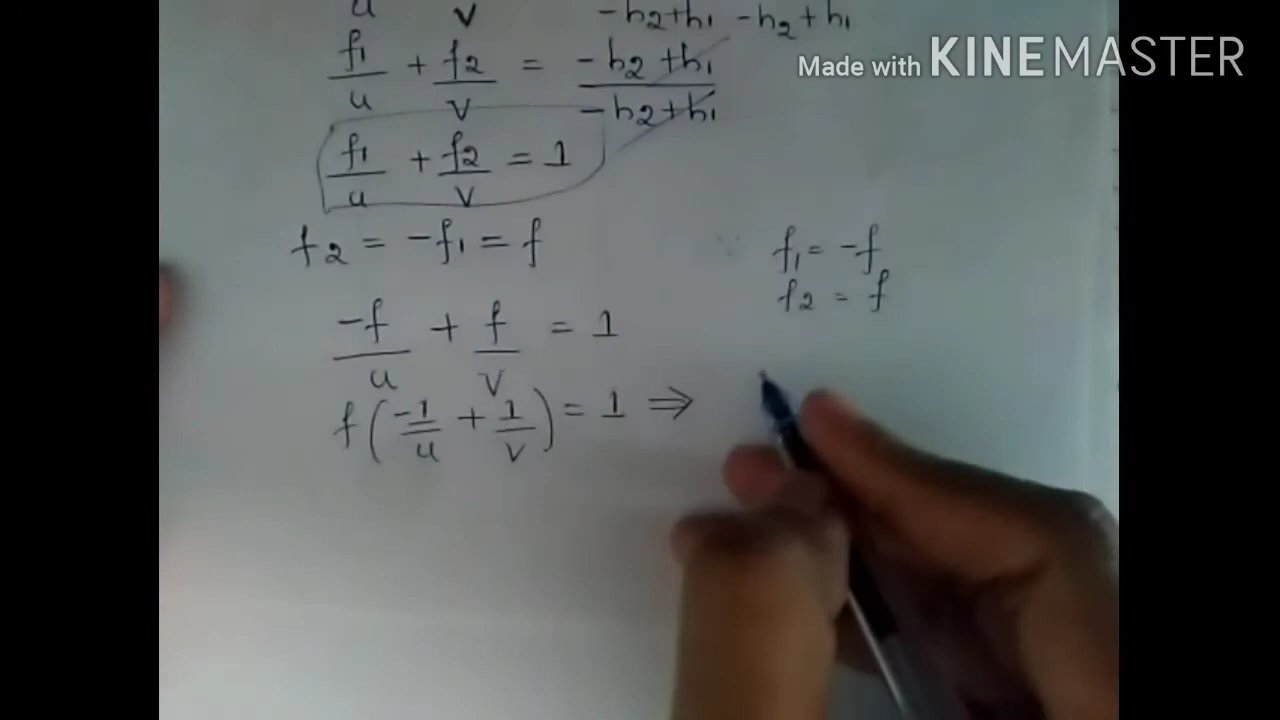 u v -h2+h1 -h2+h1
f1/u + f2/v = -h2+h1/-h2+h1
Made with KINEMASTER
f1/u + f2/v = 1
f2 = -f1 = f
f1 = -f
f2 = f
-f/u + f/v = 1
f(-1/u + 1/v) = 1 ⇒